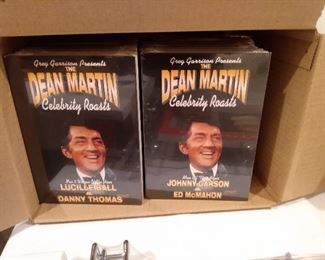 Greg Garrison Presents
THE
DEAN MARTIN
Celebrity Roasts
LUCILLE BALL
DANNY THOMAS
Greg Garrison Presents
THE
DEAN MARTIN
Celebrity Roasts
JOHNNY CARSON
ED McMAHON